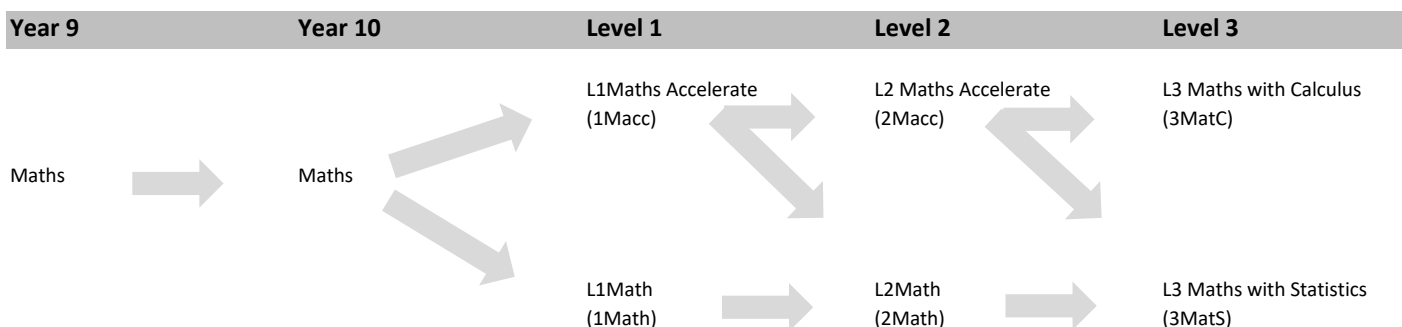 Year 9 Year 10 Level 1 Level 2 Level 3
L1Maths Accelerate L2 Maths Accelerate L3 Maths with Calculus
(1Macc) (2Macc) (3MatC)
Maths Maths
L1Math L2Math L3 Maths with Statistics
(1Math) (2Math) (3MatS)